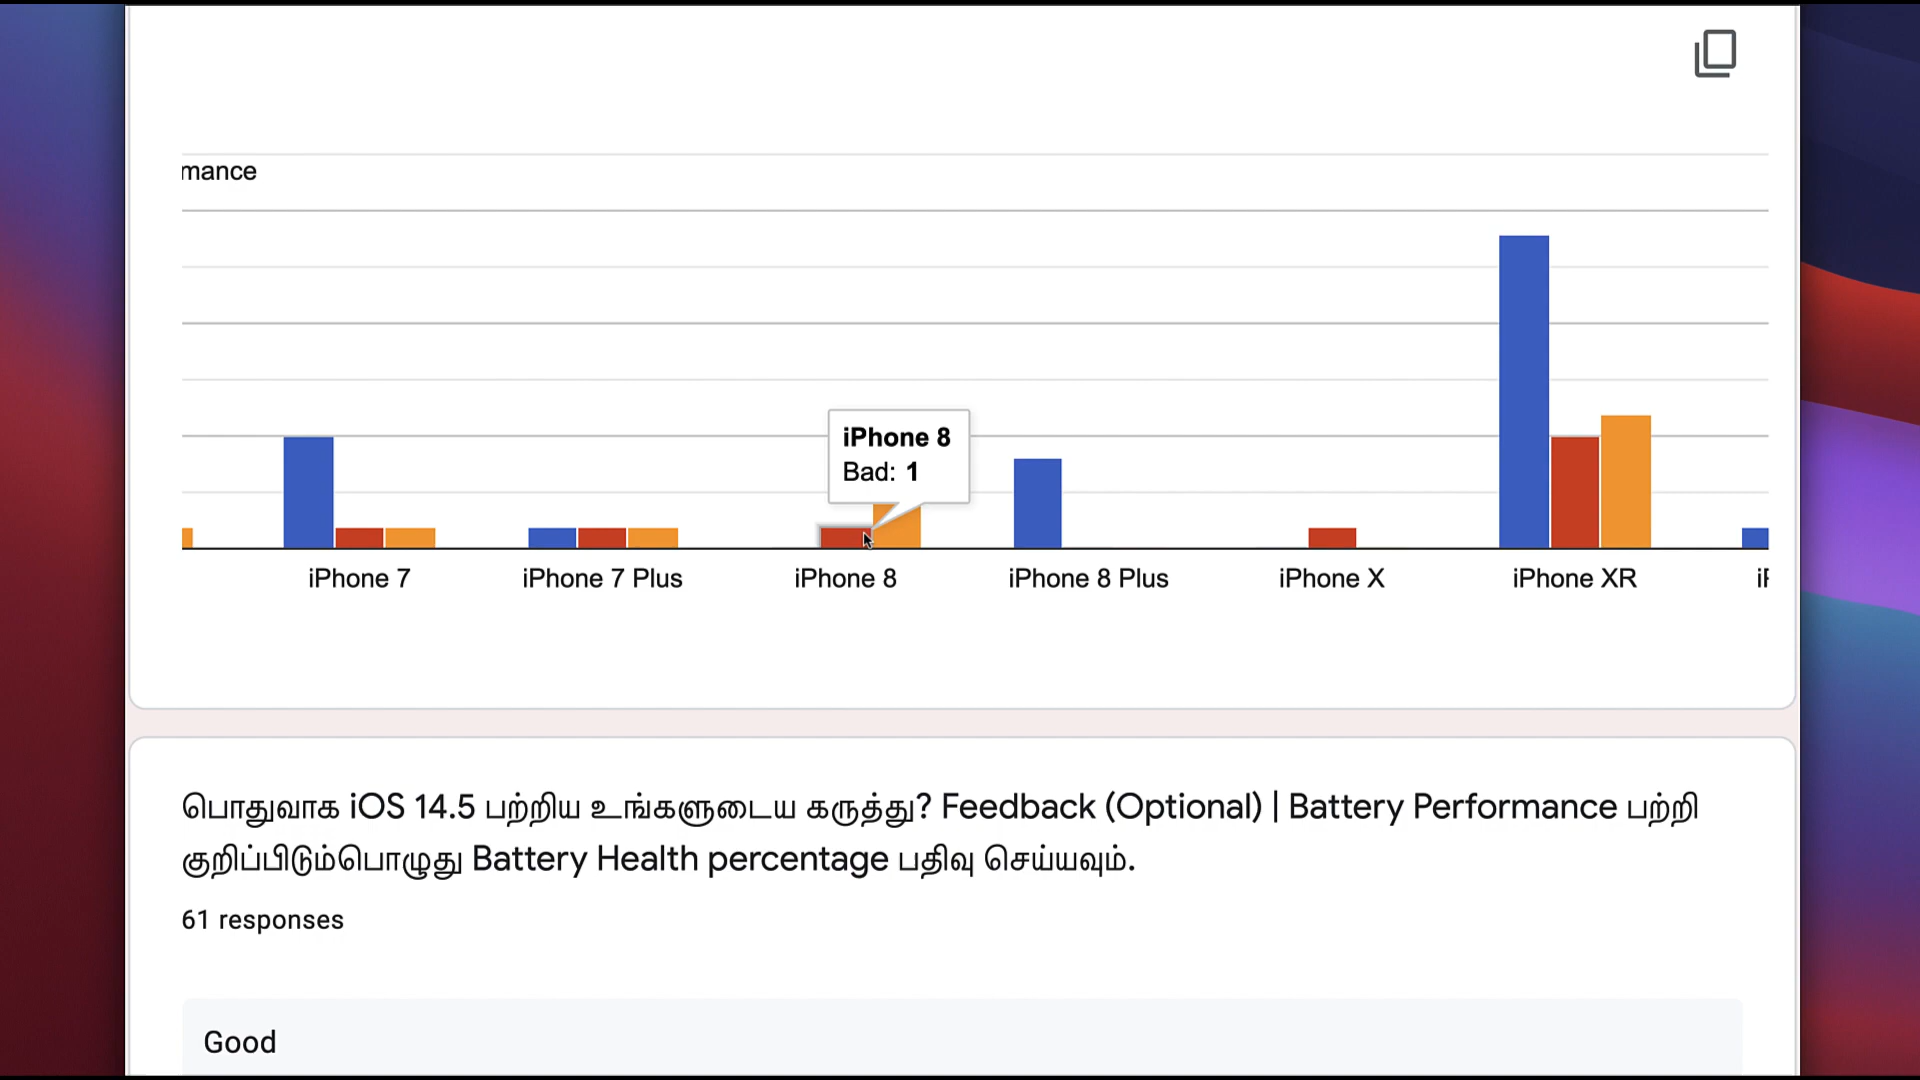 mance
iPhone 8
Bad: 1
iPhone 7
iPhone 7 Plus
iPhone 8
iPhone 8 Plus
iPhone X
iPhone XR
பொதுவாக iOS 14.5 பற்றிய உங்களுடைய கருத்து? Feedback (Optional) | Battery Performance பற்றி
குறிப்பிடும்பொழுது Battery Health percentage பதிவு செய்யவும்.
61 responses
Good